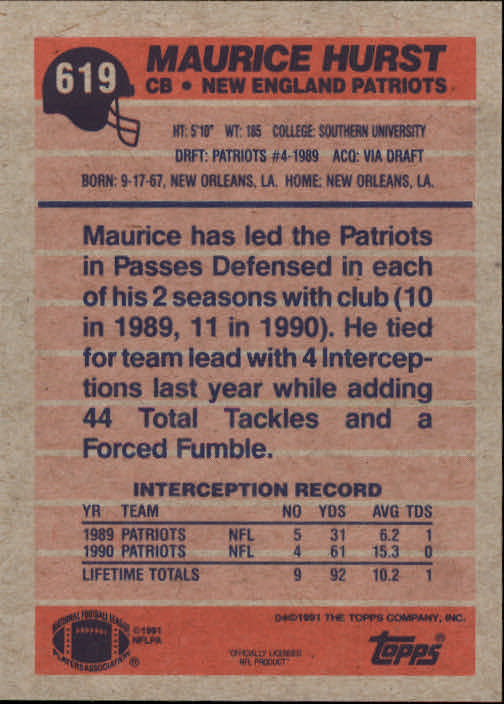 619
MAURICE HURST
CB • NEW ENGLAND PATRIOTS
HT: 5'10" WT: 185 COLLEGE: SOUTHERN UNIVERSITY
DRFT: PATRIOTS #4-1989 ACQ: VIA DRAFT
BORN: 9-17-67, NEW ORLEANS, LA. HOME: NEW ORLEANS, LA.
Maurice has led the Patriots
in Passes Defensed in each
of his 2 seasons with club (10
in 1989, 11 in 1990). He tied
for team lead with 4 Intercep-
tions last year while adding
44 Total Tackles and a
Forced Fumble.
INTERCEPTION RECORD
YR TEAM NO YDS AVG TDS
1989 PATRIOTS NFL 5 31 6.2 1
1990 PATRIOTS NFL 4 61 15.3 0
LIFETIME TOTALS 9 92 10.2 1
NATIONAL FOOTBALL LEAGUE
PLAYERS ASSOCIATION
©1991
NFLPA
"OFFICIALLY LICENSED
NFL PRODUCT"
©1991 THE TOPPS COMPANY, INC.
topps®